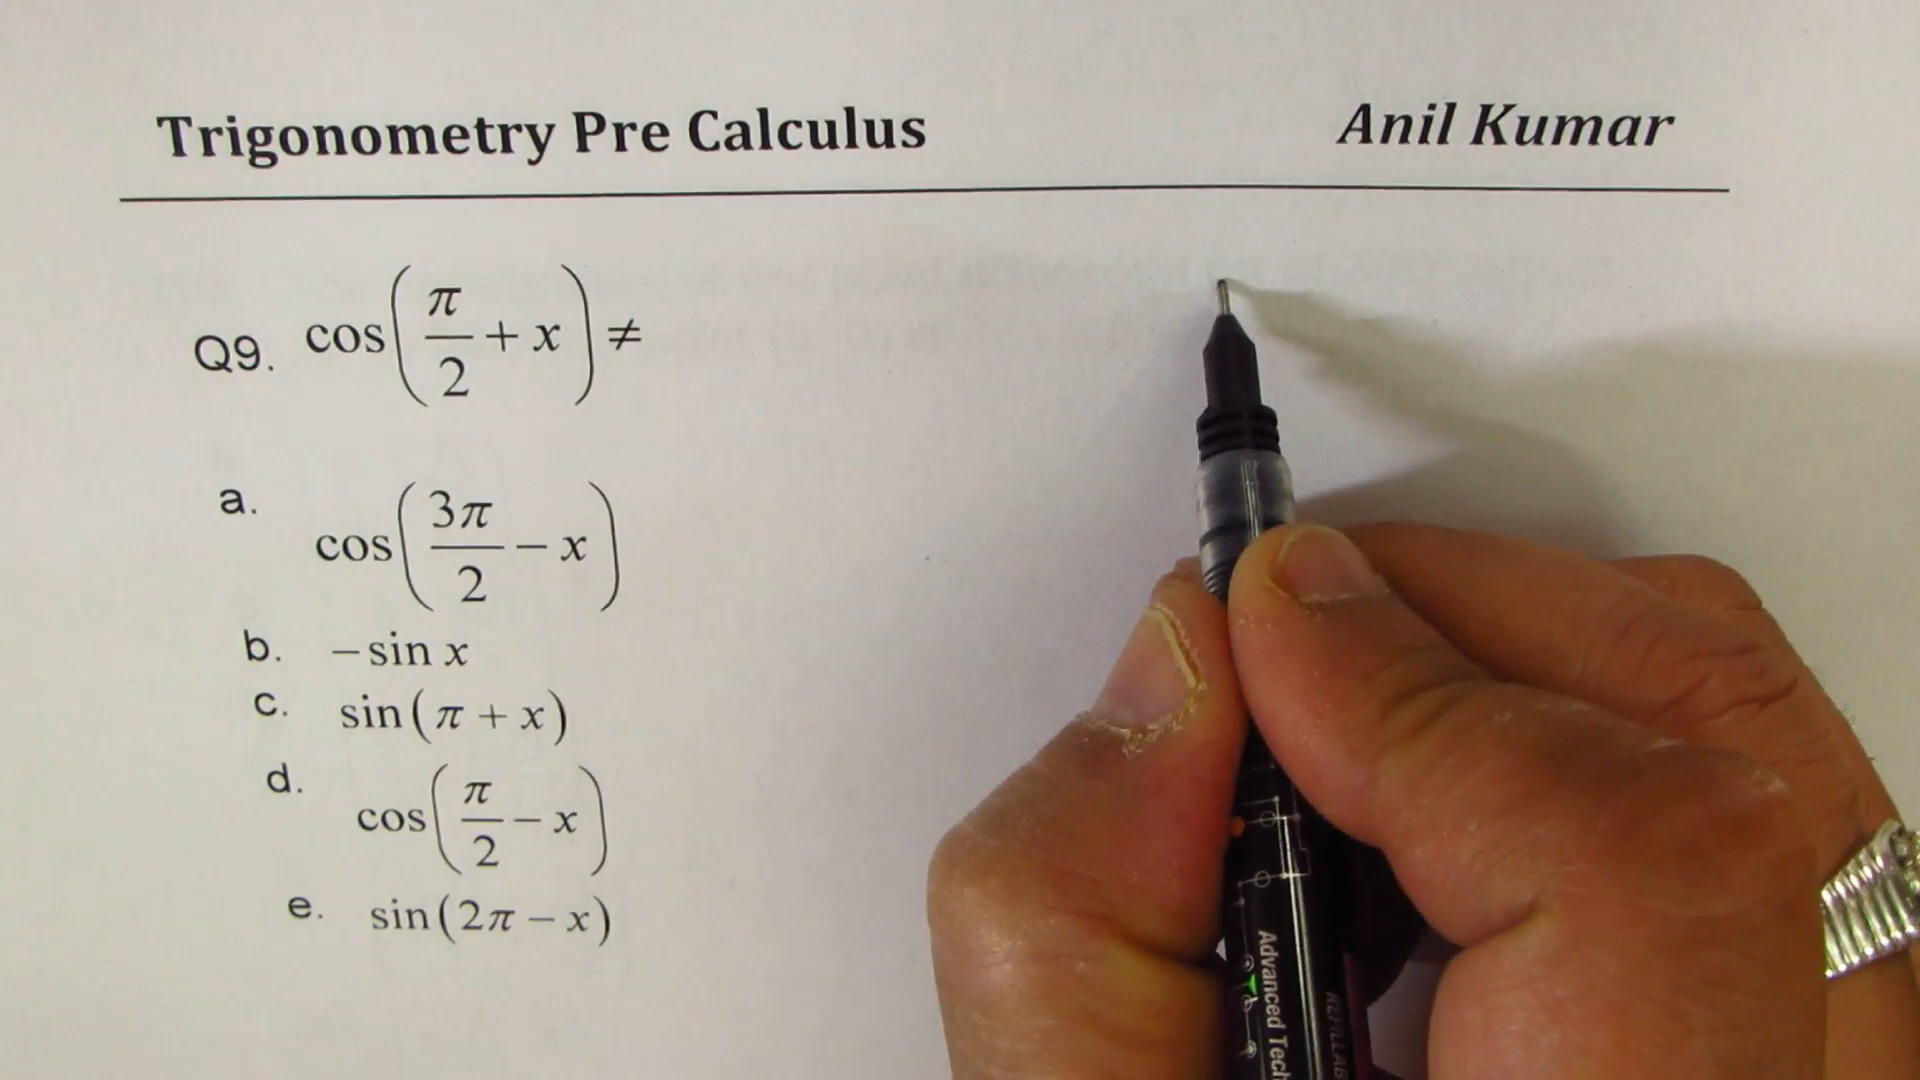 Trigonometry Pre Calculus Anil Kumar
Q9. cos(π/2 + x) ≠
a. cos(3π/2 − x)
b. −sin x
c. sin(π + x)
d. cos(π/2 − x)
e. sin(2π − x)
Advanced Tech